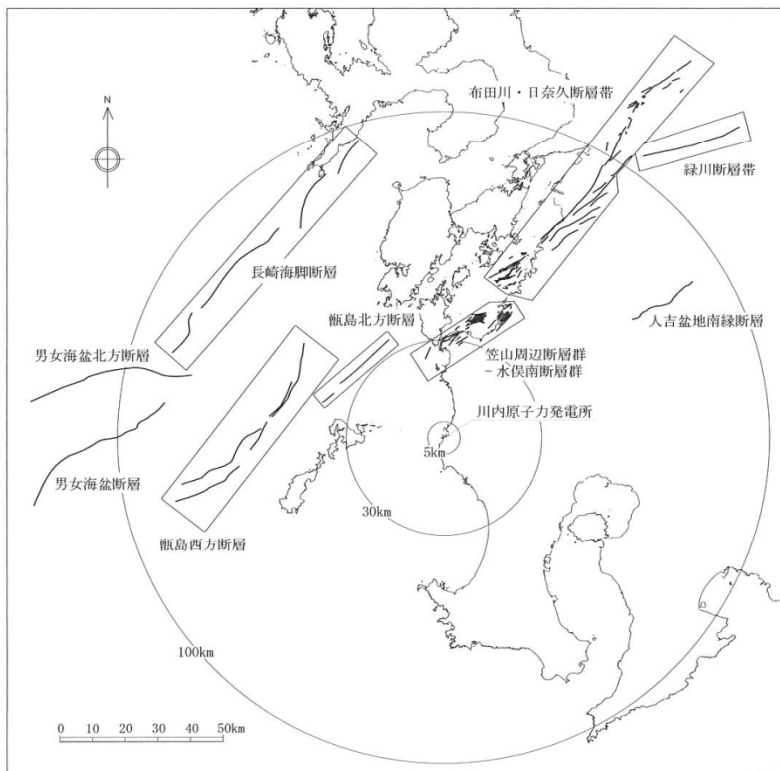 N
布田川・日奈久断層帯
緑川断層帯
長崎海脚断層
人吉盆地南縁断層
甑島北方断層
男女海盆北方断層
笠山周辺断層群
－水俣南断層群
川内原子力発電所
5km
男女海盆断層
30km
甑島西方断層
100km
0 10 20 30 40 50km